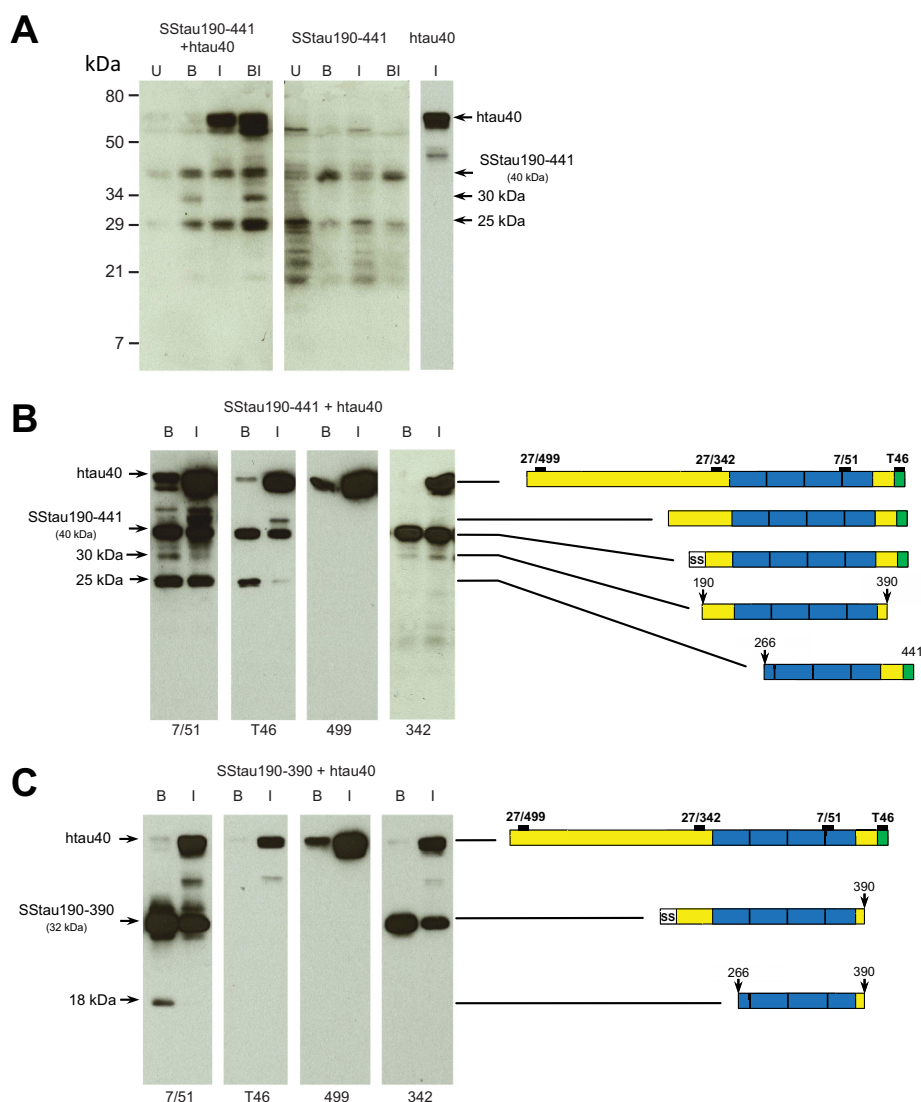 A
SStau190-441
+htau40
SStau190-441
htau40
kDa
U B I BI
U B I BI
I
80
50
34
29
21
7
htau40
SStau190-441
(40 kDa)
30 kDa
25 kDa
B
SStau190-441 + htau40
B I
B I
B I
B I
htau40
SStau190-441
(40 kDa)
30 kDa
25 kDa
7/51
T46
499
342
27/499
27/342
7/51
T46
SS
190
390
266
441
C
SStau190-390 + htau40
B I
B I
B I
B I
htau40
SStau190-390
(32 kDa)
18 kDa
7/51
T46
499
342
27/499
27/342
7/51
T46
SS
390
266
390